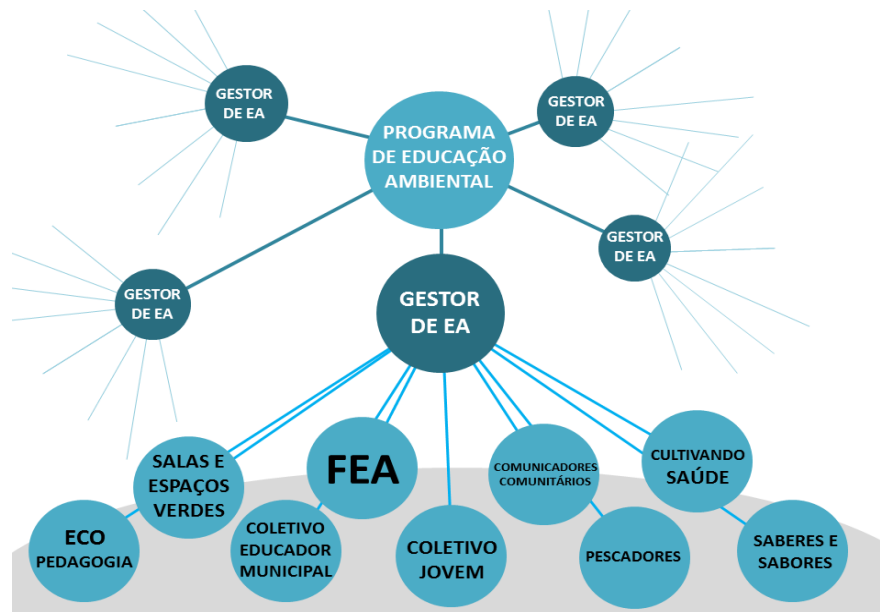 GESTOR
DE EA
PROGRAMA
DE EDUCAÇÃO
AMBIENTAL
GESTOR
DE EA
GESTOR
DE EA
GESTOR
DE EA
GESTOR
DE EA
SALAS E
ESPAÇOS
VERDES
FEA
COMUNICADORES
COMUNITÁRIOS
CULTIVANDO
SAÚDE
ECO
PEDAGOGIA
COLETIVO
EDUCADOR
MUNICIPAL
COLETIVO
JOVEM
PESCADORES
SABERES E
SABORES